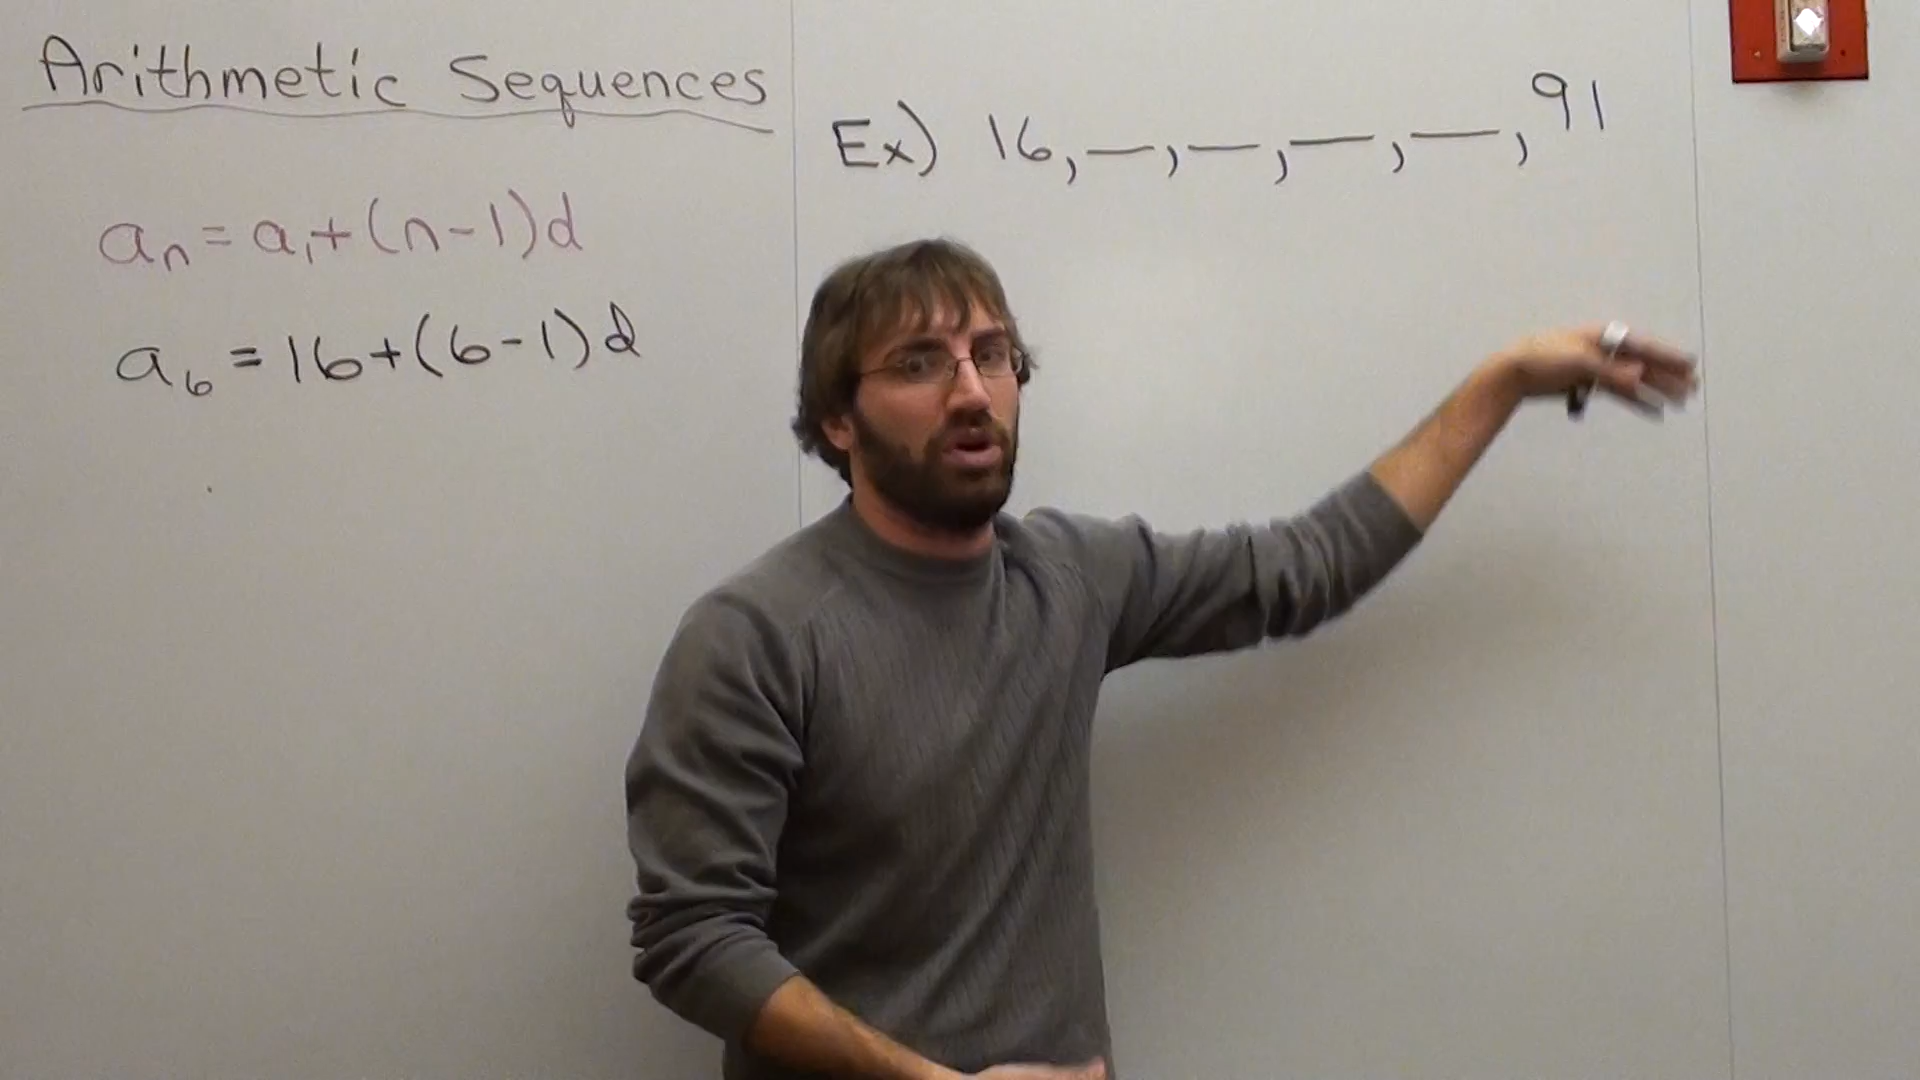 Arithmetic Sequences
aₙ = a₁ + (n-1)d
a₆ = 16 + (6-1)d
Ex) 16, __, __, __, __, 91